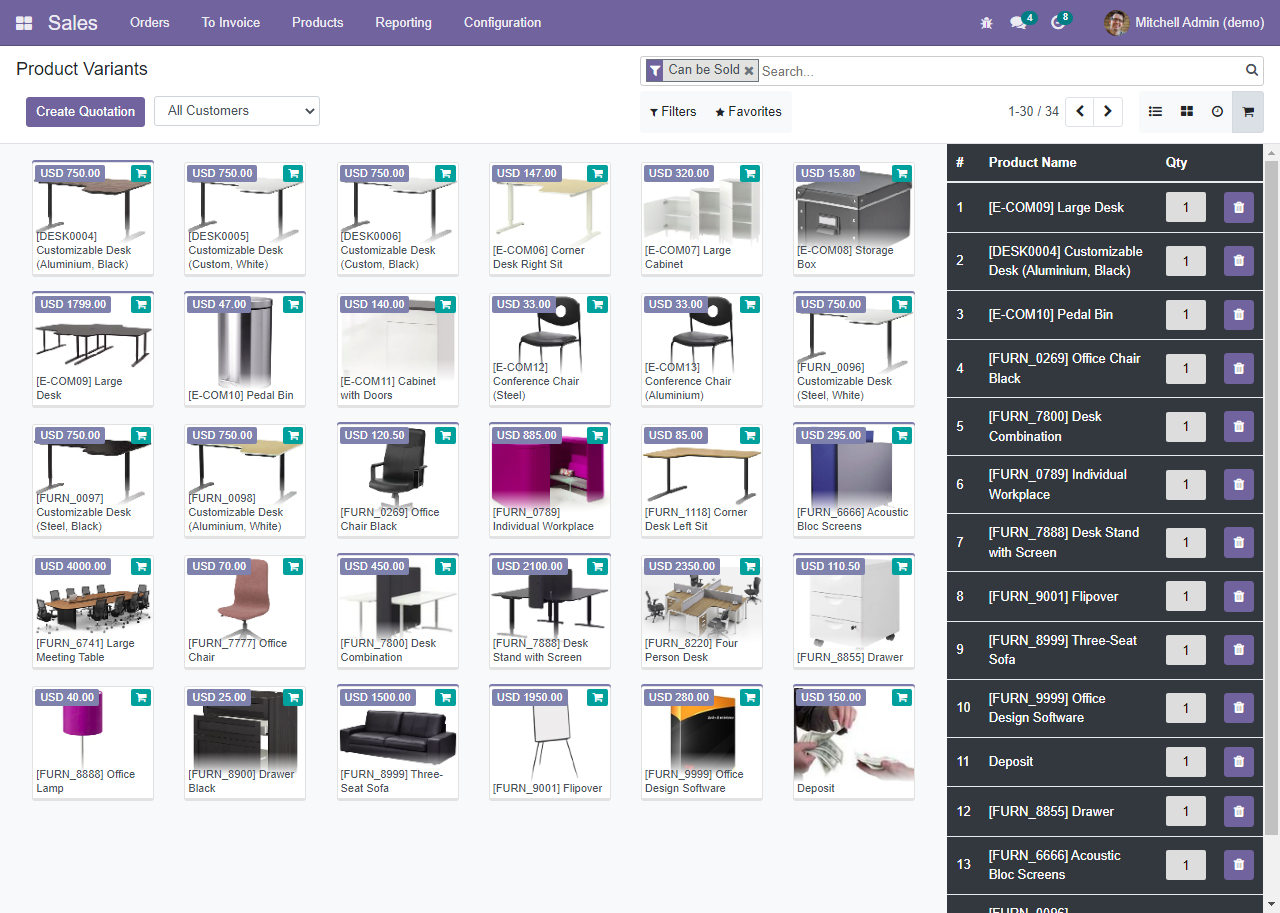 Sales
Orders
To Invoice
Products
Reporting
Configuration
4
8
Mitchell Admin (demo)
Product Variants
Can be Sold
Search...
Create Quotation
All Customers
Filters
Favorites
1-30 / 34
USD 750.00
[DESK0004]
Customizable Desk
(Aluminium, Black)
USD 750.00
[DESK0005]
Customizable Desk
(Custom, White)
USD 750.00
[DESK0006]
Customizable Desk
(Custom, Black)
USD 147.00
[E-COM06] Corner
Desk Right Sit
USD 320.00
[E-COM07] Large
Cabinet
USD 15.80
[E-COM08] Storage
Box
USD 1799.00
[E-COM09] Large
Desk
USD 47.00
[E-COM10] Pedal Bin
USD 140.00
[E-COM11] Cabinet
with Doors
USD 33.00
[E-COM12]
Conference Chair
(Steel)
USD 33.00
[E-COM13]
Conference Chair
(Aluminium)
USD 750.00
[FURN_0096]
Customizable Desk
(Steel, White)
USD 750.00
[FURN_0097]
Customizable Desk
(Steel, Black)
USD 750.00
[FURN_0098]
Customizable Desk
(Aluminium, White)
USD 120.50
[FURN_0269] Office
Chair Black
USD 885.00
[FURN_0789]
Individual Workplace
USD 85.00
[FURN_1118] Corner
Desk Left Sit
USD 295.00
[FURN_6666] Acoustic
Bloc Screens
USD 4000.00
[FURN_6741] Large
Meeting Table
USD 70.00
[FURN_7777] Office
Chair
USD 450.00
[FURN_7800] Desk
Combination
USD 2100.00
[FURN_7888] Desk
Stand with Screen
USD 2350.00
[FURN_8220] Four
Person Desk
USD 110.50
[FURN_8855] Drawer
USD 40.00
[FURN_8888] Office
Lamp
USD 25.00
[FURN_8900] Drawer
Black
USD 1500.00
[FURN_8999] Three-
Seat Sofa
USD 1950.00
[FURN_9001] Flipover
USD 280.00
[FURN_9999] Office
Design Software
USD 150.00
Deposit
# Product Name Qty
1 [E-COM09] Large Desk 1
2 [DESK0004] Customizable
Desk (Aluminium, Black) 1
3 [E-COM10] Pedal Bin 1
4 [FURN_0269] Office Chair
Black 1
5 [FURN_7800] Desk
Combination 1
6 [FURN_0789] Individual
Workplace 1
7 [FURN_7888] Desk Stand
with Screen 1
8 [FURN_9001] Flipover 1
9 [FURN_8999] Three-Seat
Sofa 1
10 [FURN_9999] Office
Design Software 1
11 Deposit 1
12 [FURN_8855] Drawer 1
13 [FURN_6666] Acoustic
Bloc Screens 1
[FURN_0096]